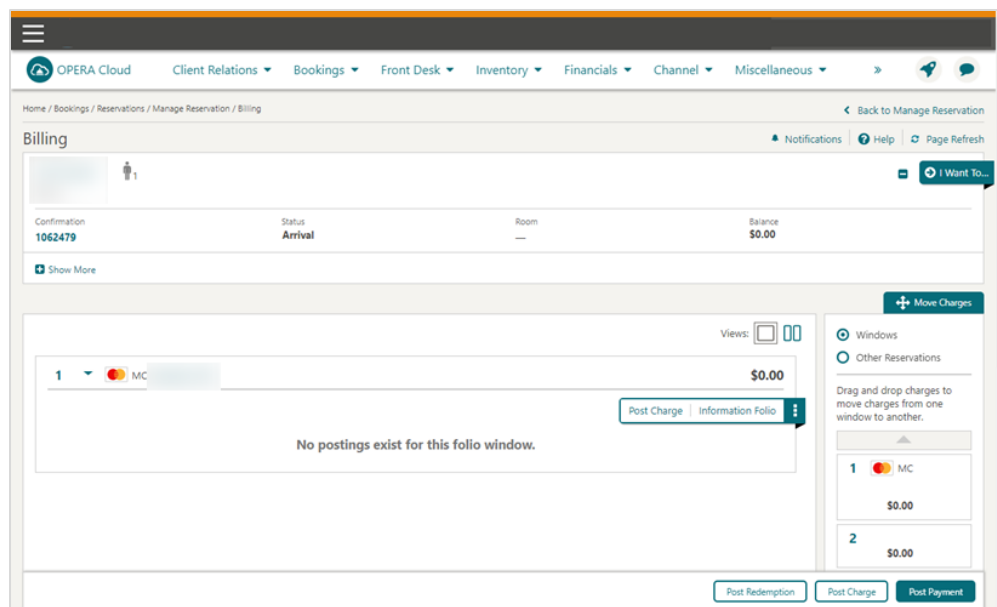 OPERA Cloud Client Relations Bookings Front Desk Inventory Financials Channel Miscellaneous »
Home / Bookings / Reservations / Manage Reservation / Billing
Back to Manage Reservation
Billing
Notifications Help Page Refresh
1
I Want To...
Confirmation Status Room Balance
1062479 Arrival — $0.00
Show More
Move Charges
Views:
Windows
Other Reservations
1 MC $0.00
Post Charge Information Folio
No postings exist for this folio window.
Drag and drop charges to
move charges from one
window to another.
1 MC
$0.00
2
$0.00
Post Redemption Post Charge Post Payment